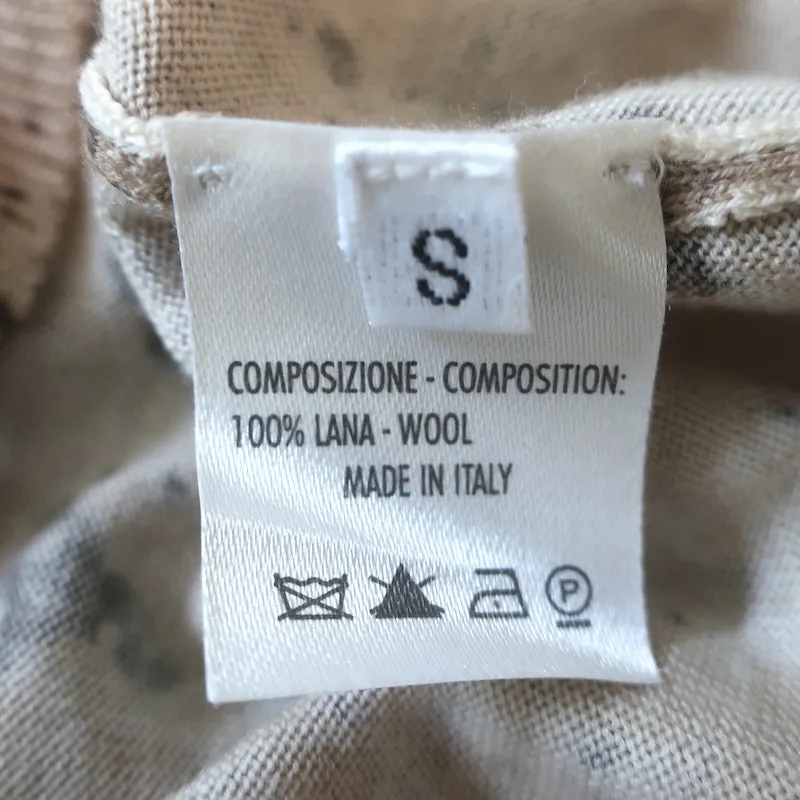 S
COMPOSIZIONE - COMPOSITION:
100% LANA - WOOL
MADE IN ITALY
P